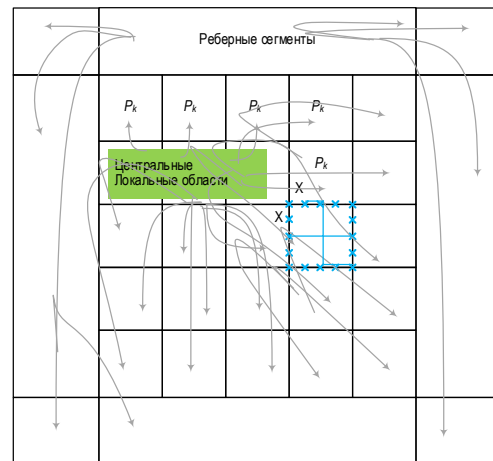 Реберные сегменты
Pk Pk Pk Pk
Центральные
Локальные области
Pk
X
X